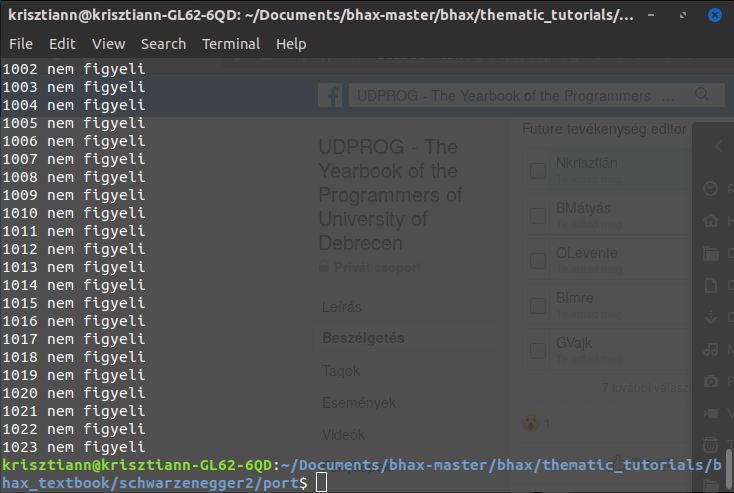 krisztiann@krisztiann-GL62-6QD: ~/Documents/bhax-master/bhax/thematic_tutorials/...
File Edit View Search Terminal Help
1002 nem figyeli
1003 nem figyeli
1004 nem figyeli
1005 nem figyeli
1006 nem figyeli
1007 nem figyeli
1008 nem figyeli
1009 nem figyeli
1010 nem figyeli
1011 nem figyeli
1012 nem figyeli
1013 nem figyeli
1014 nem figyeli
1015 nem figyeli
1016 nem figyeli
1017 nem figyeli
1018 nem figyeli
1019 nem figyeli
1020 nem figyeli
1021 nem figyeli
1022 nem figyeli
1023 nem figyeli
krisztiann@krisztiann-GL62-6QD:~/Documents/bhax-master/bhax/thematic_tutorials/b
hax_textbook/schwarzenegger2/port$
UDPROG - The Yearbook of the Programmers ...
UDPROG - The
Yearbook of the
Programmers of
University of
Debrecen
Privát csoport
Leírás
Beszélgetés
Tagok
Események
Videók
Future tevékenység editor
Nkrisztián
BMátyás
OLevente
BImre
GVajk
7 további választ
1